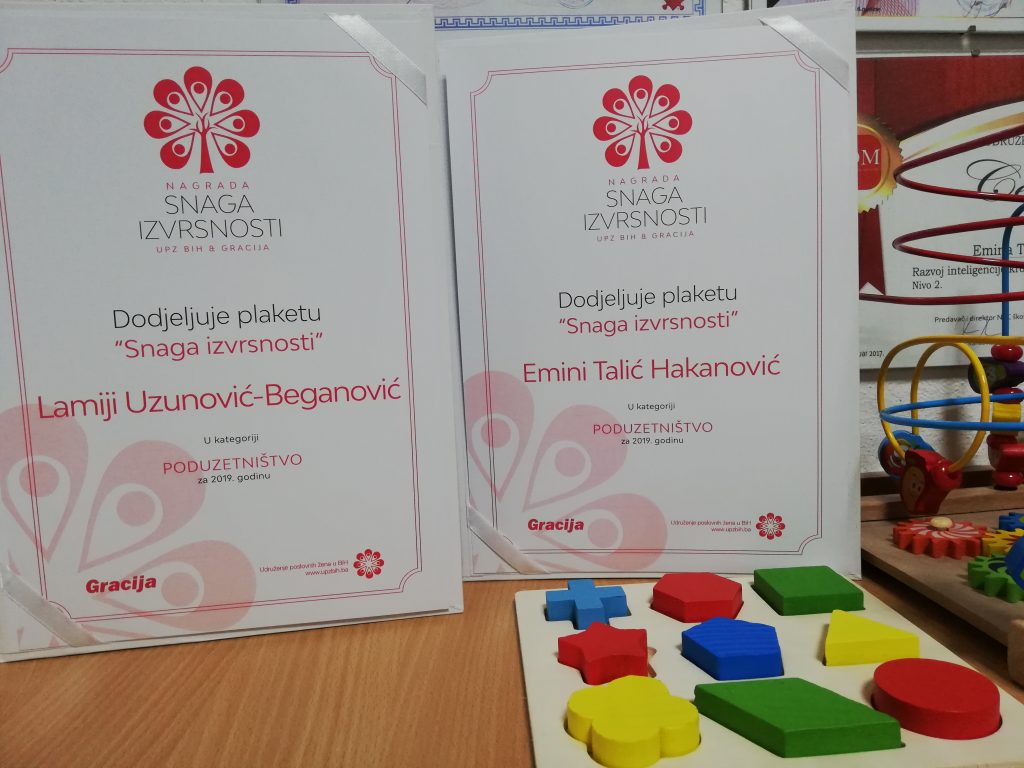 NAGRADA
SNAGA
IZVRSNOSTI
UPZ BIH & GRACIJA
Dodjeljuje plaketu
“Snaga izvrsnosti”
Lamiji Uzunović-Beganović
U kategoriji
PODUZETNIŠTVO
za 2019. godinu
Gracija
Udruženje poslovnih žena u BiH
www.upzbih.ba
NAGRADA
SNAGA
IZVRSNOSTI
UPZ BIH & GRACIJA
Dodjeljuje plaketu
“Snaga izvrsnosti”
Emini Talić Hakanović
U kategoriji
PODUZETNIŠTVO
za 2019. godinu
Gracija
Udruženje poslovnih žena u BiH
www.upzbih.ba
Emina
Razvoj inteligencije
Nivo 2.
Predavač i direktor
2017.